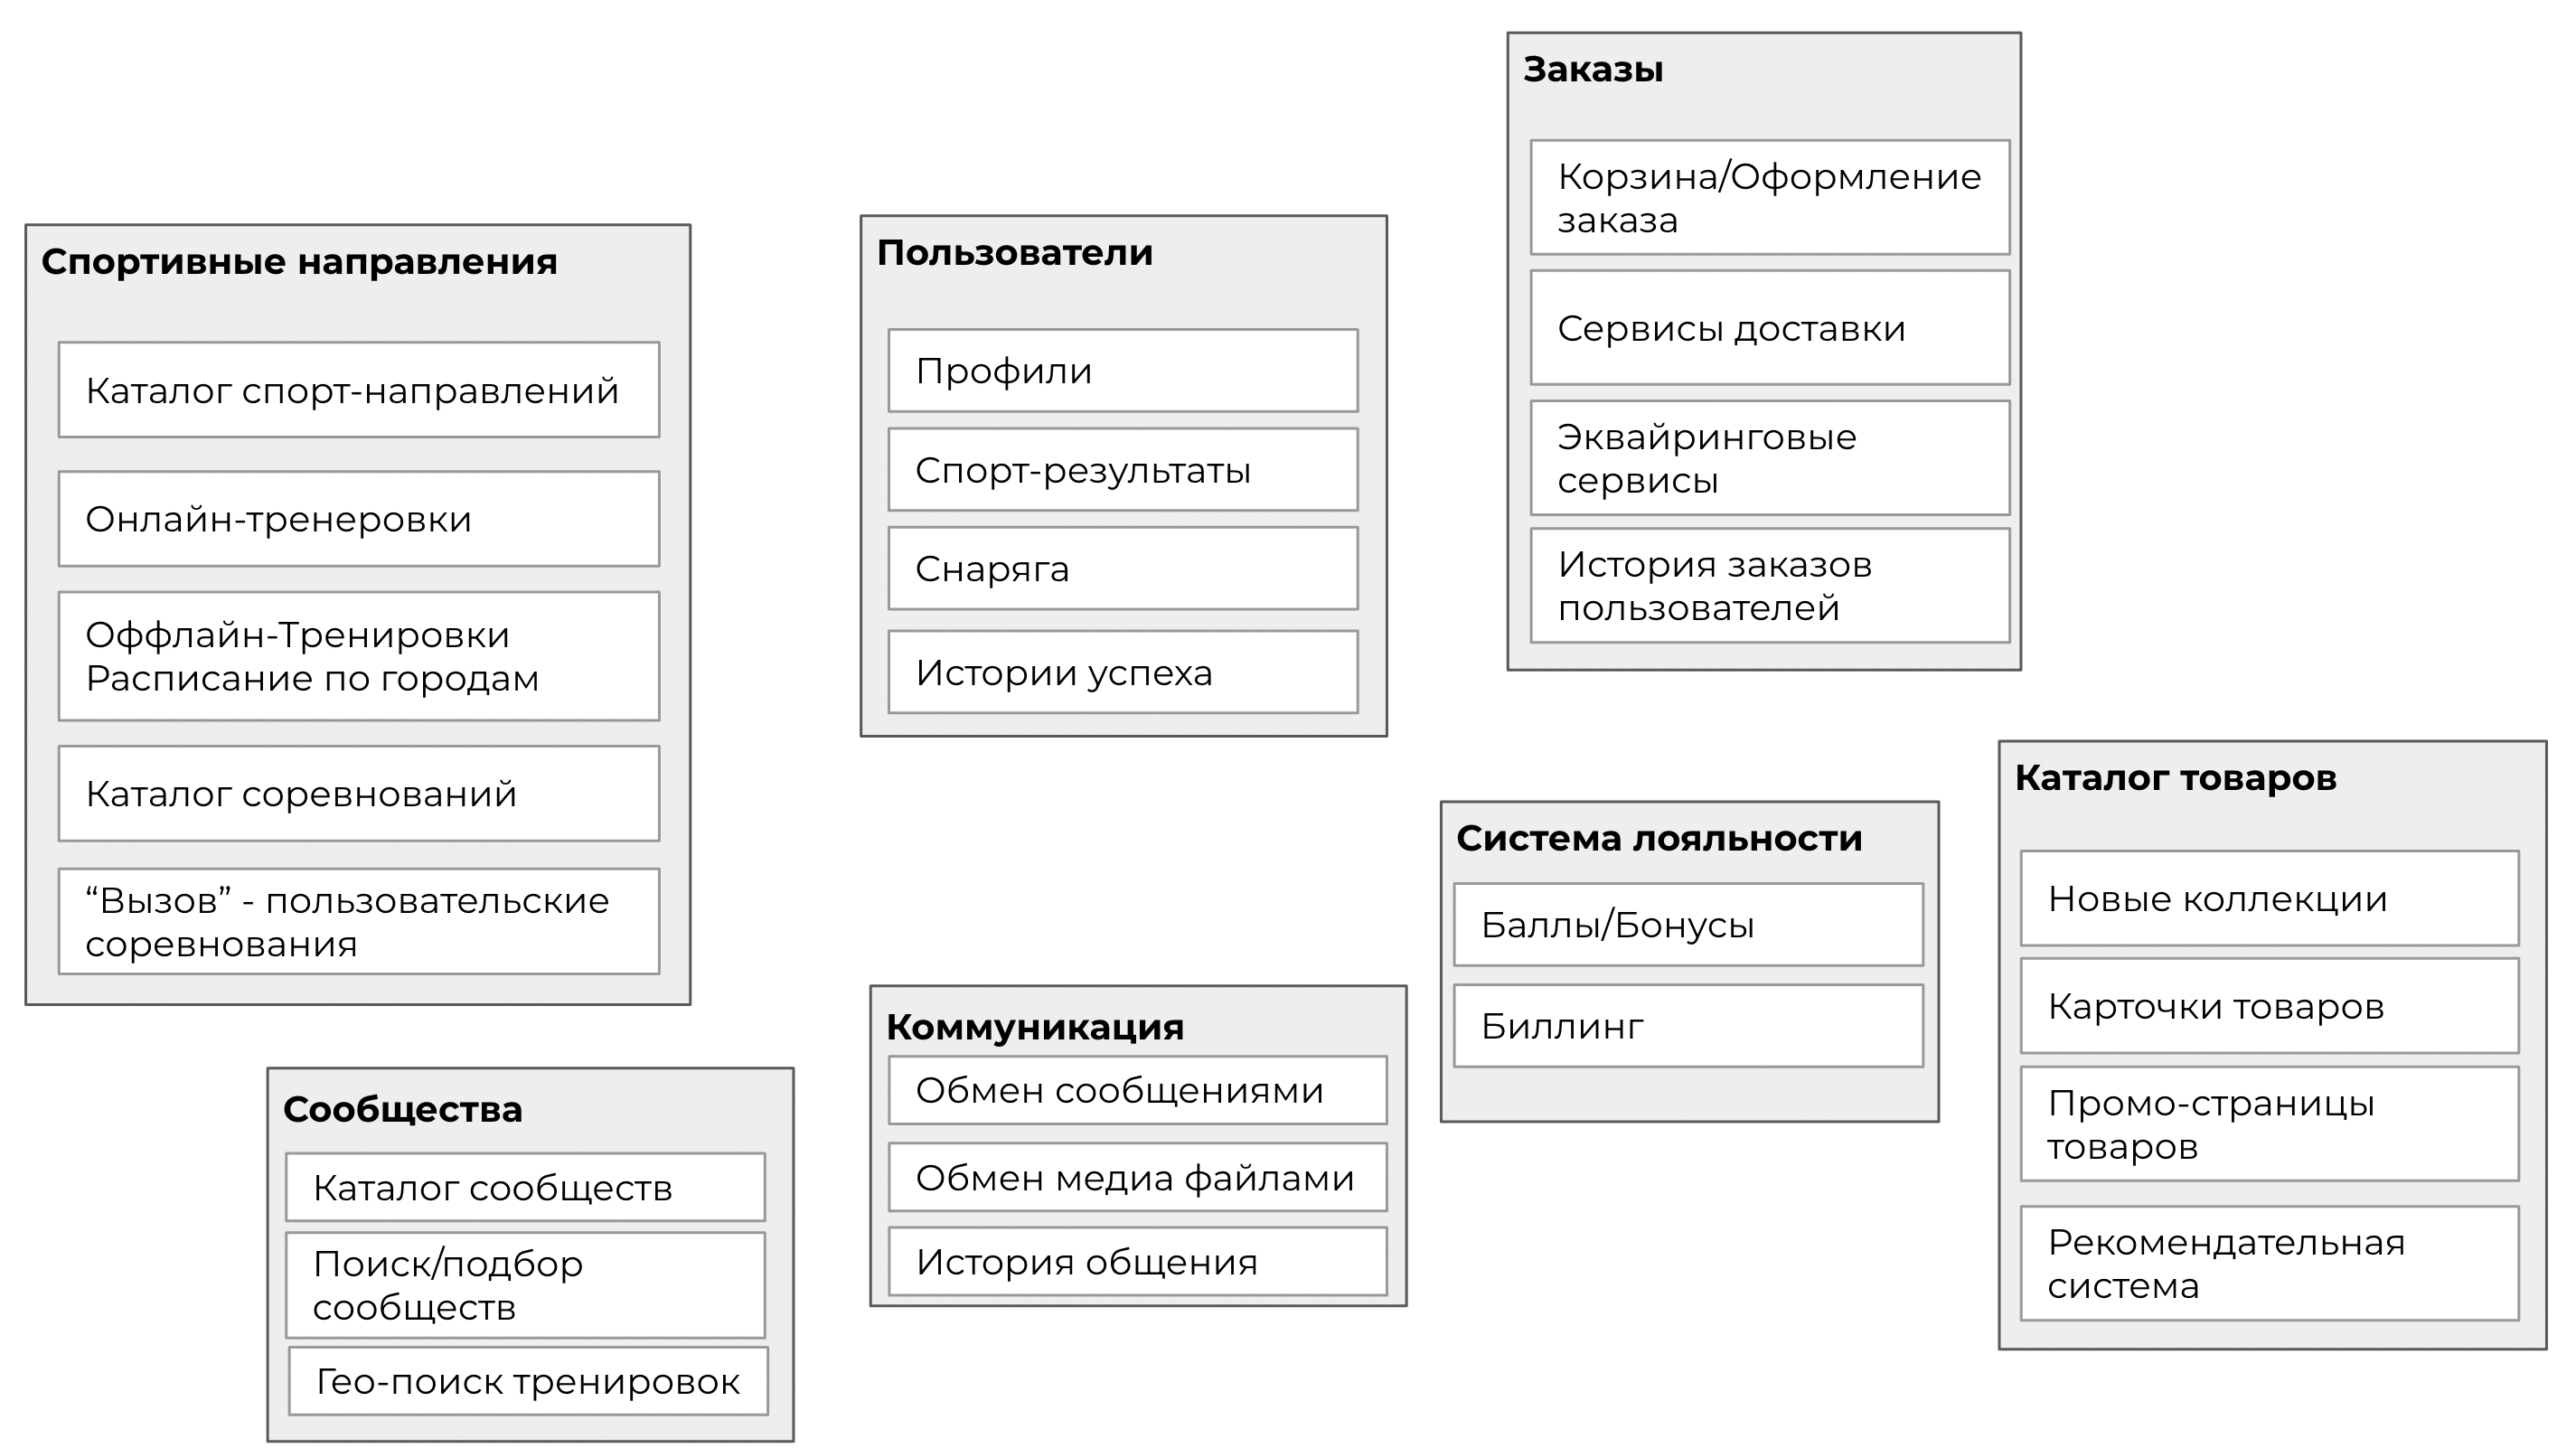 Спортивные направления
Каталог спорт-направлений
Онлайн-тренеровки
Оффлайн-Тренировки
Расписание по городам
Каталог соревнований
“Вызов” - пользовательские
соревнования
Сообщества
Каталог сообществ
Поиск/подбор
сообществ
Гео-поиск тренировок
Пользователи
Профили
Спорт-результаты
Снаряга
Истории успеха
Коммуникация
Обмен сообщениями
Обмен медиа файлами
История общения
Заказы
Корзина/Оформление
заказа
Сервисы доставки
Эквайринговые
сервисы
История заказов
пользователей
Система лояльности
Баллы/Бонусы
Биллинг
Каталог товаров
Новые коллекции
Карточки товаров
Промо-страницы
товаров
Рекомендательная
система